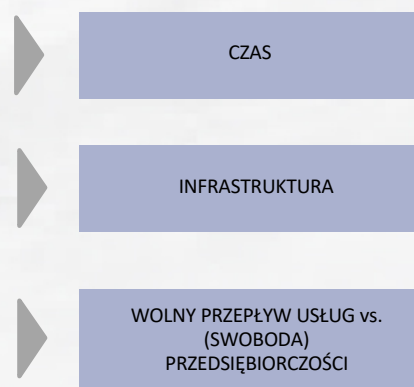 CZAS
INFRASTRUKTURA
WOLNY PRZEPŁYW USŁUG vs.
(SWOBODA)
PRZEDSIĘBIORCZOŚCI